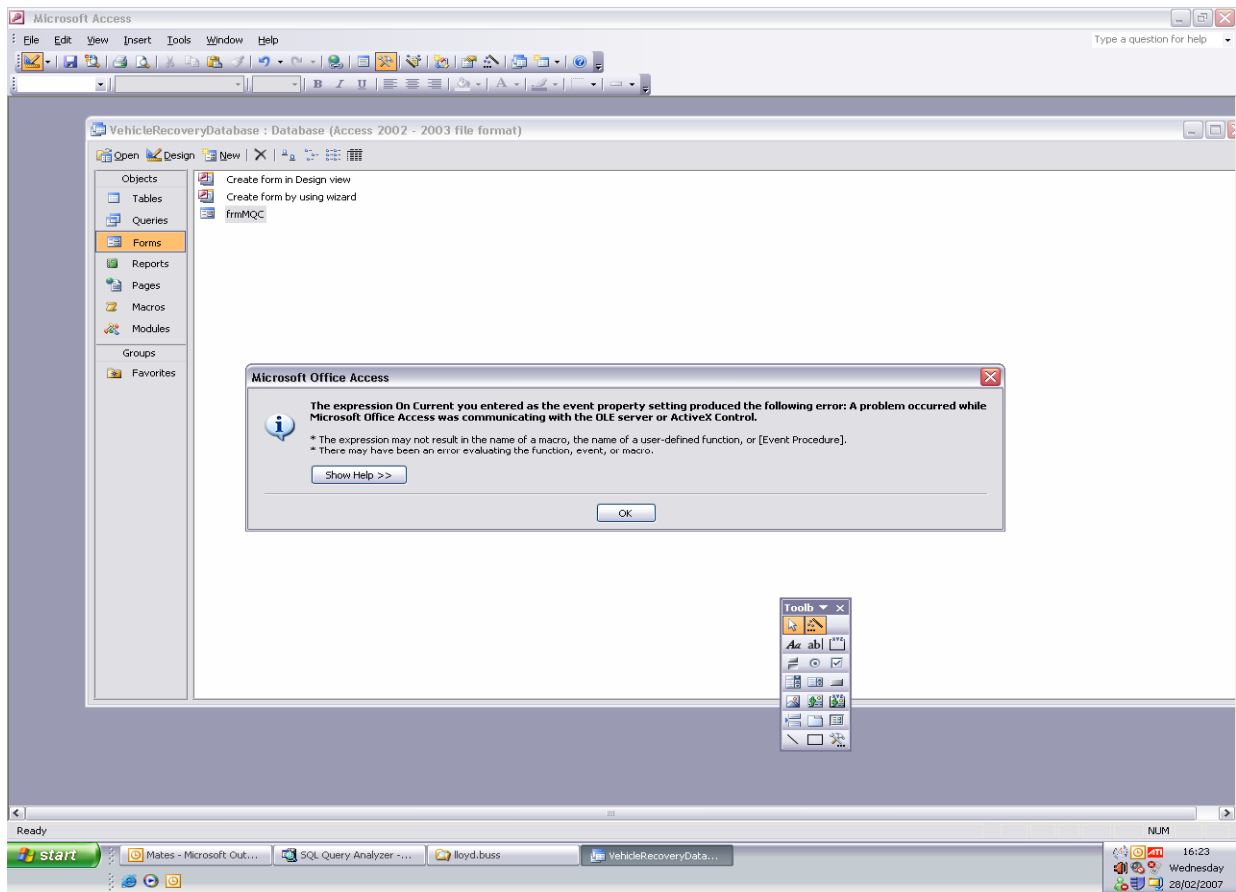 Microsoft Access
File Edit View Insert Tools Window Help
Type a question for help
B I U
A
VehicleRecoveryDatabase : Database (Access 2002 - 2003 file format)
Open Design New
Objects
Tables
Queries
Forms
Reports
Pages
Macros
Modules
Groups
Favorites
Create form in Design view
Create form by using wizard
frmMQC
Microsoft Office Access
The expression On Current you entered as the event property setting produced the following error: A problem occurred while
Microsoft Office Access was communicating with the OLE server or ActiveX Control.
* The expression may not result in the name of a macro, the name of a user-defined function, or [Event Procedure].
* There may have been an error evaluating the function, event, or macro.
Show Help >>
OK
Toolb
Aa ab| xyz
Ready
NUM
start
Mates - Microsoft Out...
SQL Query Analyzer -...
lloyd.buss
VehicleRecoveryData...
ATI
16:23
Wednesday
28/02/2007